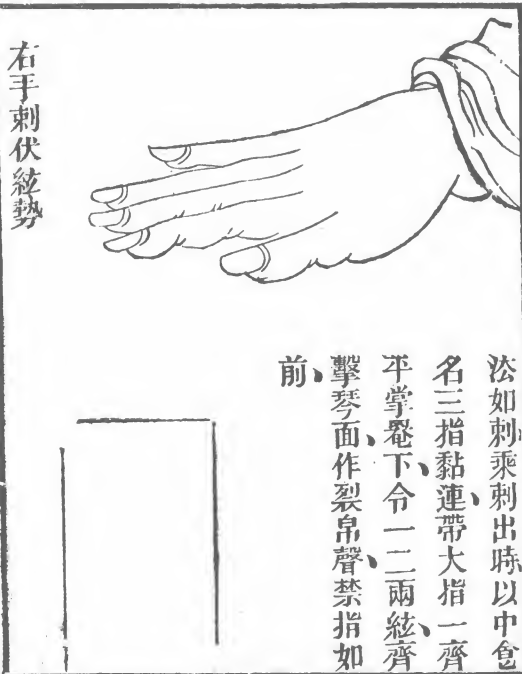 右手刺伏絃勢
法如刺乘刺出時以中食
名三指黏連、帶大指一齊
平掌罨下、令一二兩絃、齊
擊琴面、作裂帛聲、禁指如
前、